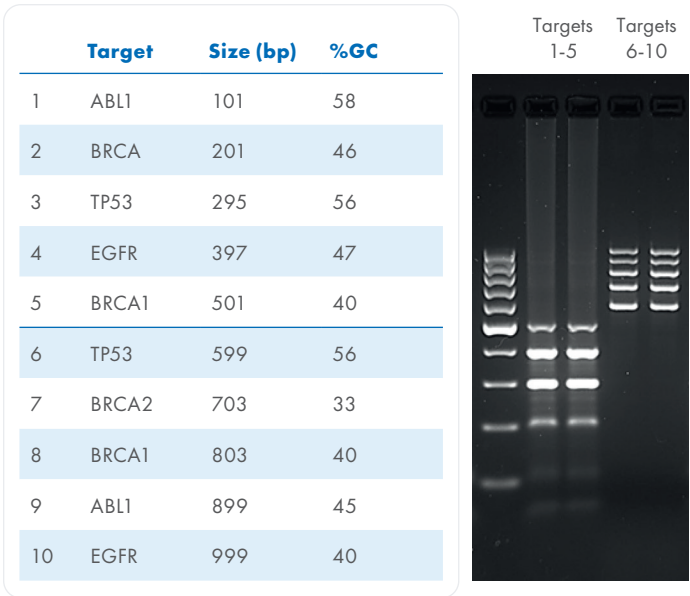 Target Size (bp) %GC
1 ABL1 101 58
2 BRCA 201 46
3 TP53 295 56
4 EGFR 397 47
5 BRCA1 501 40
6 TP53 599 56
7 BRCA2 703 33
8 BRCA1 803 40
9 ABL1 899 45
10 EGFR 999 40
Targets Targets
1-5 6-10